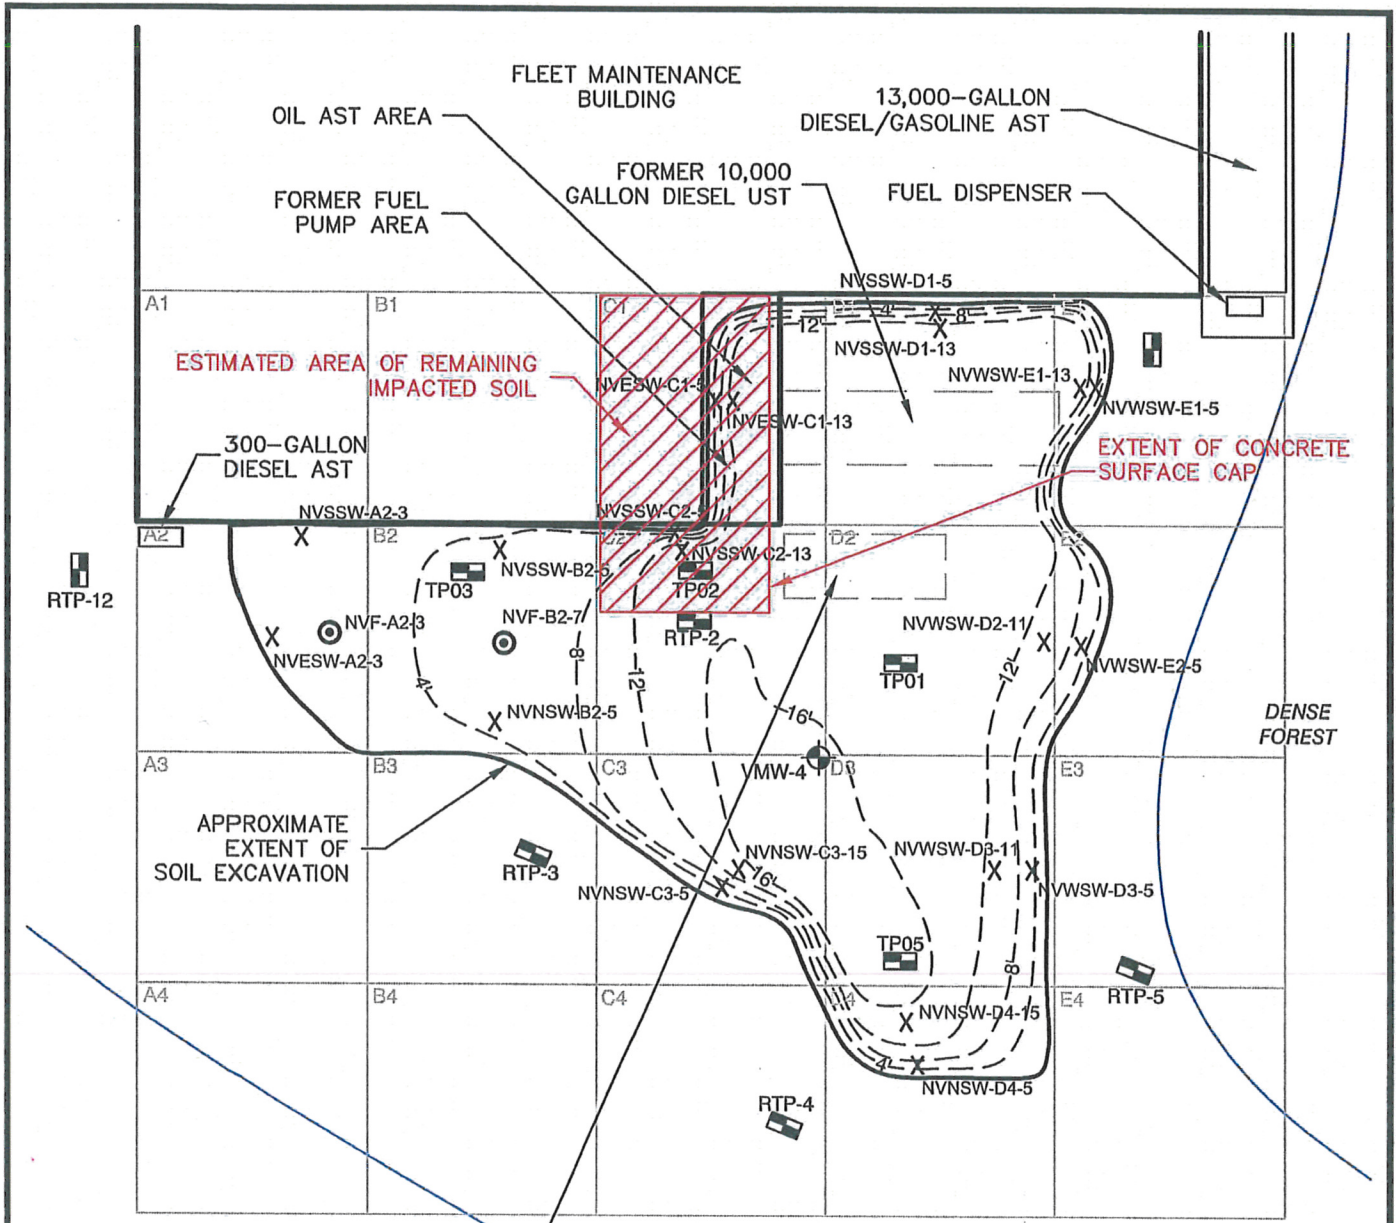 FLEET MAINTENANCE
BUILDING
OIL AST AREA
13,000-GALLON
DIESEL/GASOLINE AST
FORMER 10,000
GALLON DIESEL UST
FUEL DISPENSER
FORMER FUEL
PUMP AREA
NVSSW-D1-5
A1
B1
C1
D1
4'
8'
12'
NVSSW-D1-13
ESTIMATED AREA OF REMAINING
IMPACTED SOIL
NVESW-C1-5
NVWSW-E1-13
NVWSW-E1-5
NVESW-C1-13
300-GALLON
DIESEL AST
EXTENT OF CONCRETE
SURFACE CAP
NVSSW-A2-3
NVSSW-C2-5
A2
B2
C2
D2
E2
NVSSW-B2-5
NVSSW-C2-13
TP03
TP02
RTP-12
NVF-A2-3
NVF-B2-7
RTP-2
NVWSW-D2-11
NVESW-A2-3
8'
NVWSW-E2-5
4'
12'
TP01
12'
NVNSW-B2-5
16'
DENSE
FOREST
A3
B3
C3
VMW-4
D3
E3
APPROXIMATE
EXTENT OF
SOIL EXCAVATION
RTP-3
NVNSW-C3-15
NVWSW-D3-11
16'
NVNSW-C3-5
NVWSW-D3-5
TP05
8'
RTP-5
A4
B4
C4
E4
NVNSW-D4-15
4'
NVNSW-D4-5
RTP-4